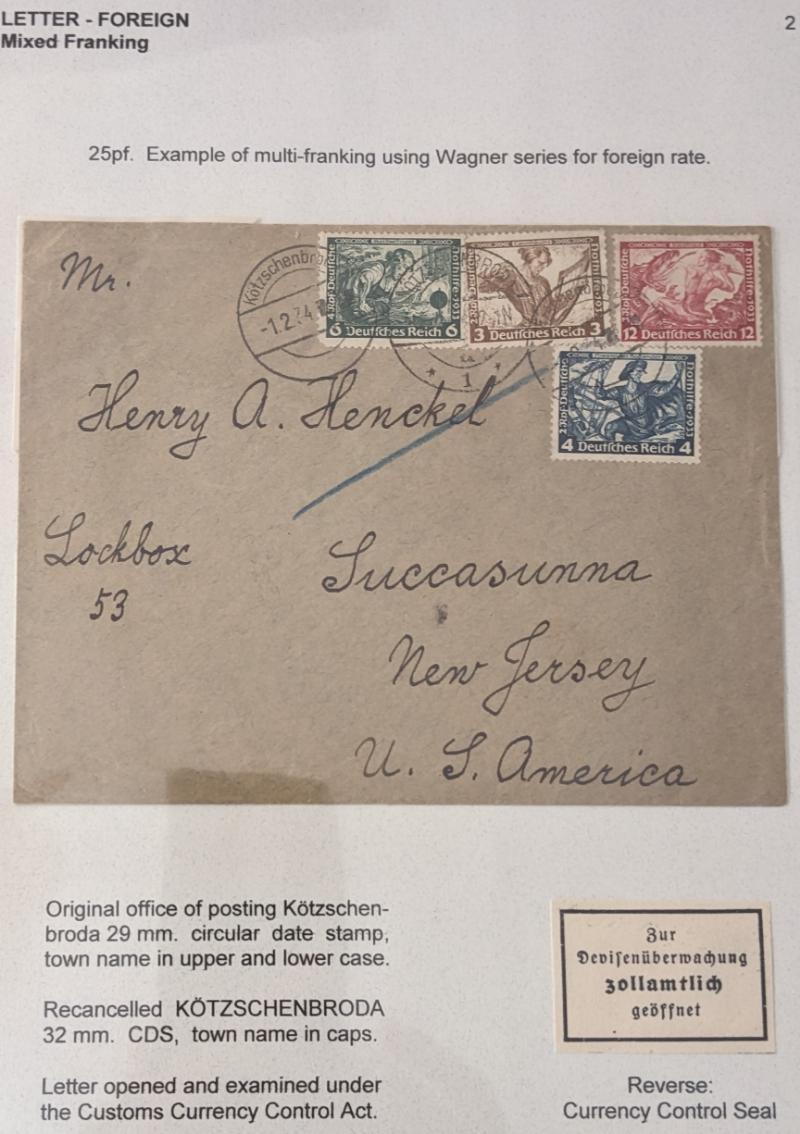 LETTER - FOREIGN
2
Mixed Franking
25pf. Example of multi-franking using Wagner series for foreign rate.
Mr.
Kötzschenbro
-1.2.34.
6 Deutsches Reich 6
3 Deutsches Reich 3
12 Deutsches Reich 12
4 Deutsches Reich 4
* 1 *
Henry A. Henckel
Lockbox
53
Succasunna
New Jersey
U. S. America
Original office of posting Kötzschen-
broda 29 mm. circular date stamp,
town name in upper and lower case.
Recancelled KÖTZSCHENBRODA
32 mm. CDS, town name in caps.
Letter opened and examined under
the Customs Currency Control Act.
Zur
Devisenüberwachung
zollamtlich
geöffnet
Reverse:
Currency Control Seal